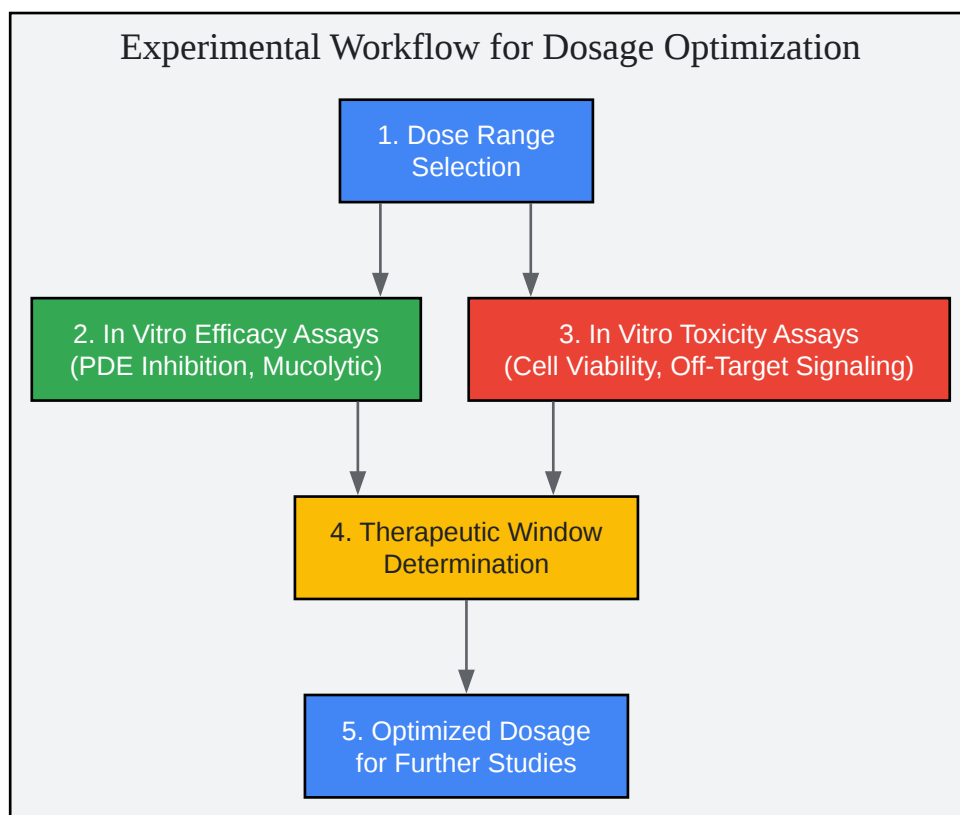 Experimental Workflow for Dosage Optimization
1. Dose Range
Selection
2. In Vitro Efficacy Assays
(PDE Inhibition, Mucolytic)
3. In Vitro Toxicity Assays
(Cell Viability, Off-Target Signaling)
4. Therapeutic Window
Determination
5. Optimized Dosage
for Further Studies